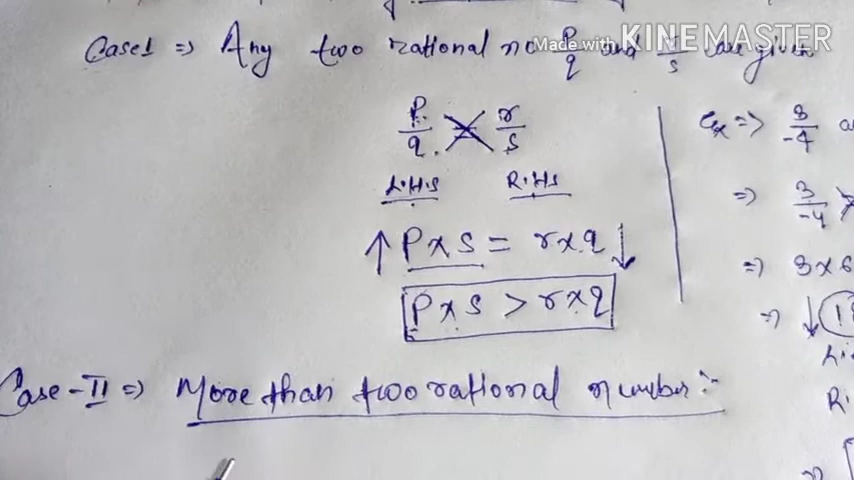 Case1 ⇒ Any two rational no P/q and r/s are given
Made with KINEMASTER
P/q = r/s
L.H.S R.H.S
↑ P×S = r×q ↓
P×S > r×q
Ex ⇒ 3/-4
⇒ 3/-4
⇒ 3×6
⇒ ↓
L.
R.
⇒
Case-II ⇒ More than two rational number:-